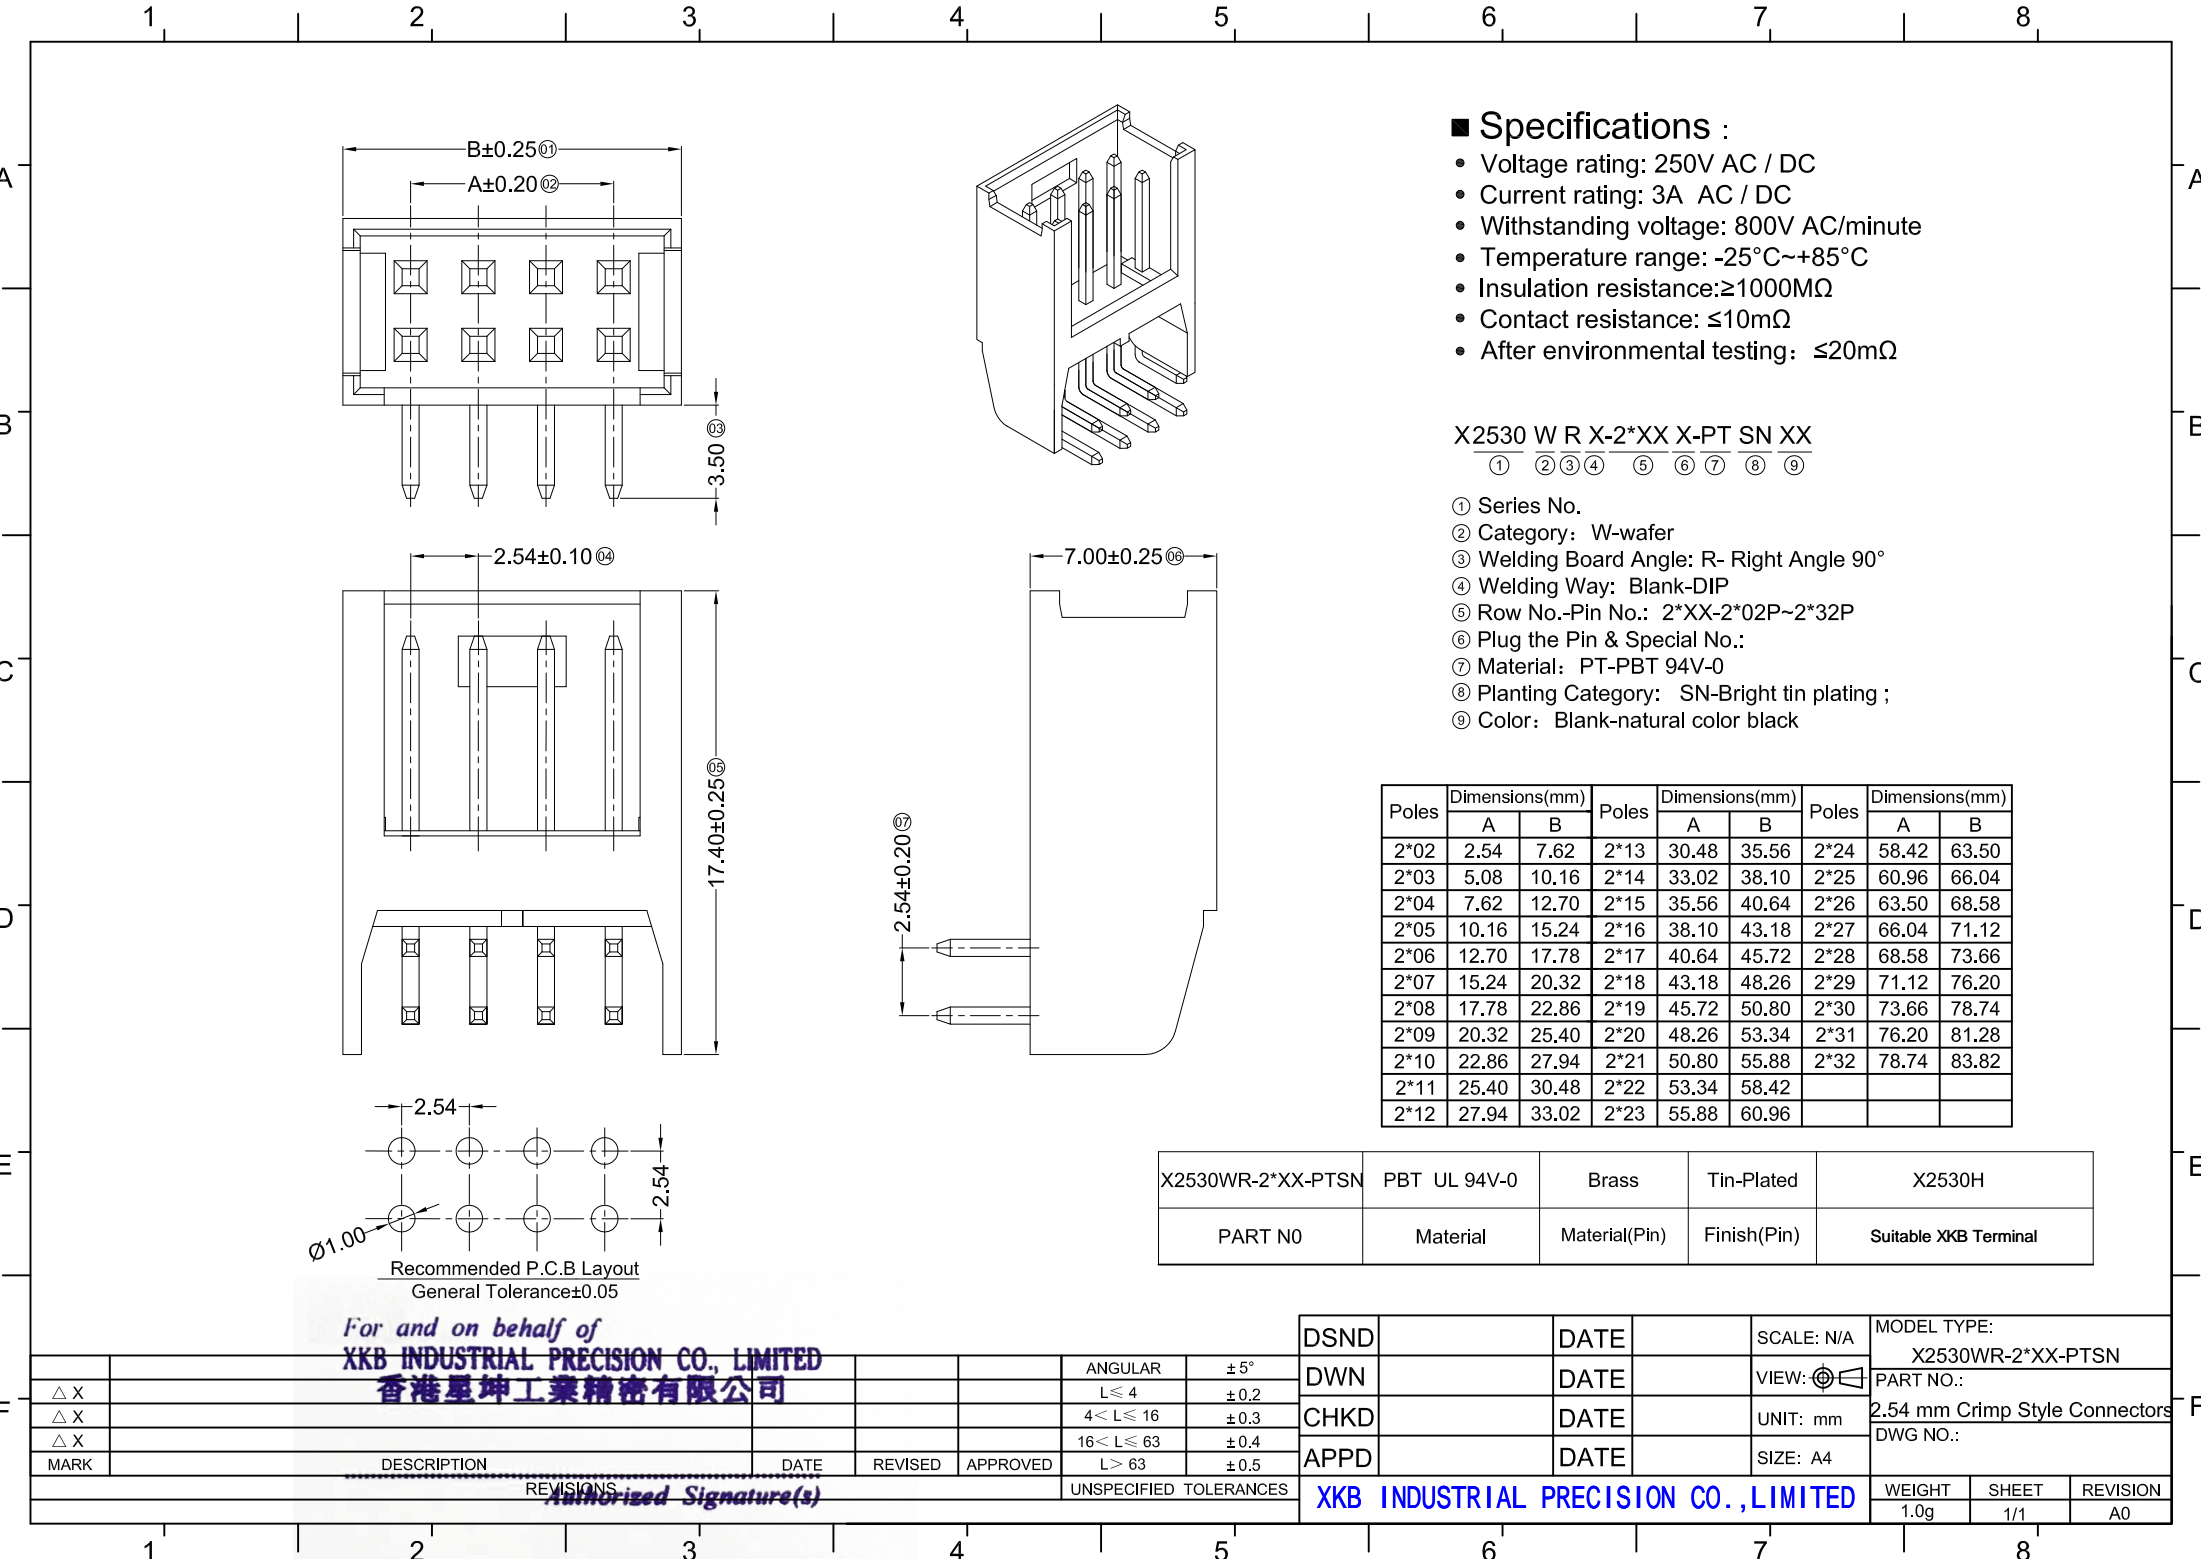 1 2 3 4 5 6 7 8
A
B
C
D
E
F
A
B
C
D
E
F
B±0.25 01
A±0.20 02
3.50 03
2.54±0.10 04
17.40±0.25 05
7.00±0.25 06
2.54±0.20 07
2.54
2.54
Ø1.00
Recommended P.C.B Layout
General Tolerance±0.05
■ Specifications :
• Voltage rating: 250V AC / DC
• Current rating: 3A AC / DC
• Withstanding voltage: 800V AC/minute
• Temperature range: -25°C~+85°C
• Insulation resistance:≥1000MΩ
• Contact resistance: ≤10mΩ
• After environmental testing: ≤20mΩ
X2530 W R X-2*XX X-PT SN XX
① ② ③ ④ ⑤ ⑥ ⑦ ⑧ ⑨
① Series No.
② Category: W-wafer
③ Welding Board Angle: R- Right Angle 90°
④ Welding Way: Blank-DIP
⑤ Row No.-Pin No.: 2*XX-2*02P~2*32P
⑥ Plug the Pin & Special No.:
⑦ Material: PT-PBT 94V-0
⑧ Planting Category: SN-Bright tin plating ;
⑨ Color: Blank-natural color black
Poles Dimensions(mm) Poles Dimensions(mm) Poles Dimensions(mm)
A B A B A B
2*02 2.54 7.62 2*13 30.48 35.56 2*24 58.42 63.50
2*03 5.08 10.16 2*14 33.02 38.10 2*25 60.96 66.04
2*04 7.62 12.70 2*15 35.56 40.64 2*26 63.50 68.58
2*05 10.16 15.24 2*16 38.10 43.18 2*27 66.04 71.12
2*06 12.70 17.78 2*17 40.64 45.72 2*28 68.58 73.66
2*07 15.24 20.32 2*18 43.18 48.26 2*29 71.12 76.20
2*08 17.78 22.86 2*19 45.72 50.80 2*30 73.66 78.74
2*09 20.32 25.40 2*20 48.26 53.34 2*31 76.20 81.28
2*10 22.86 27.94 2*21 50.80 55.88 2*32 78.74 83.82
2*11 25.40 30.48 2*22 53.34 58.42
2*12 27.94 33.02 2*23 55.88 60.96
X2530WR-2*XX-PTSN PBT UL 94V-0 Brass Tin-Plated X2530H
PART N0 Material Material(Pin) Finish(Pin) Suitable XKB Terminal
For and on behalf of
XKB INDUSTRIAL PRECISION CO., LIMITED
香港星坤工業精密有限公司
Authorized Signature(s)
△ X
△ X
△ X
MARK DESCRIPTION DATE REVISED APPROVED
REVISIONS
ANGULAR ±5°
L≤ 4 ±0.2
4< L≤ 16 ±0.3
16< L≤ 63 ±0.4
L> 63 ±0.5
UNSPECIFIED TOLERANCES
DSND DATE SCALE: N/A
DWN DATE VIEW:
CHKD DATE UNIT: mm
APPD DATE SIZE: A4
MODEL TYPE:
X2530WR-2*XX-PTSN
PART NO.:
2.54 mm Crimp Style Connectors
DWG NO.:
XKB INDUSTRIAL PRECISION CO.,LIMITED
WEIGHT SHEET REVISION
1.0g 1/1 A0
1 2 3 4 5 6 7 8